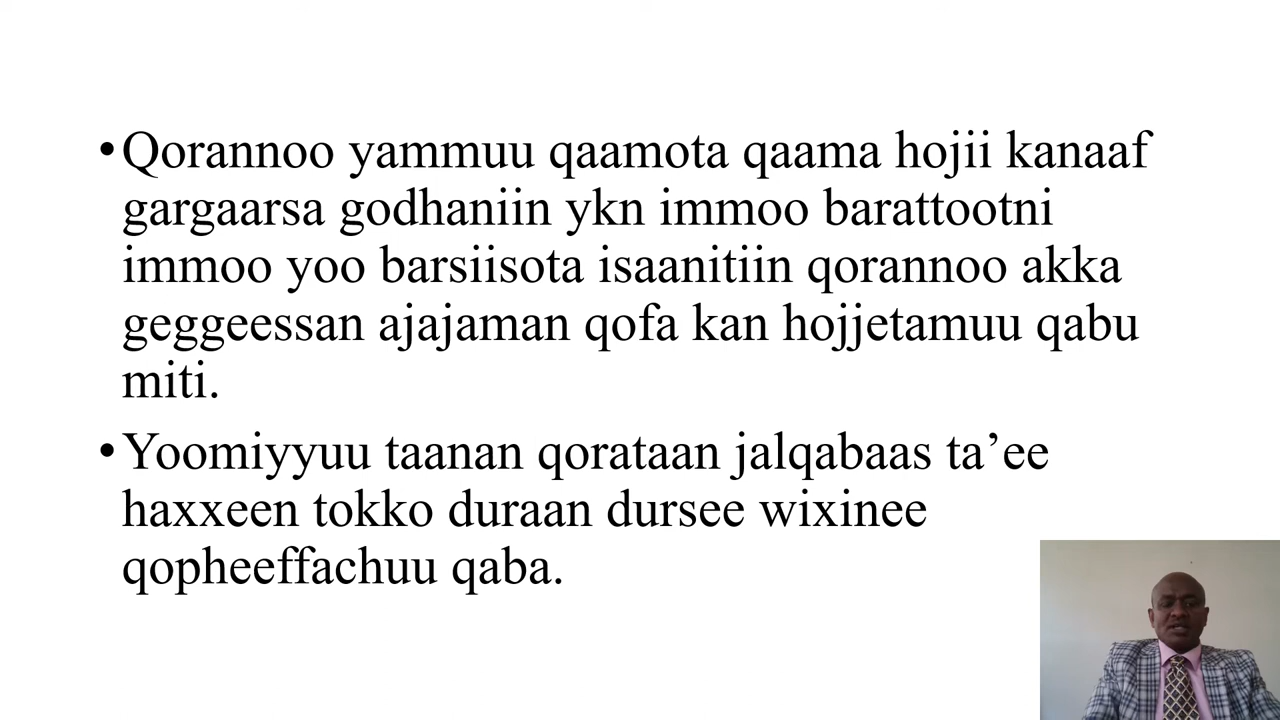 •Qorannoo yammuu qaamota qaama hojii kanaaf
gargaarsa godhaniin ykn immoo barattootni
immoo yoo barsiisota isaanitiin qorannoo akka
geggeessan ajajaman qofa kan hojjetamuu qabu
miti.
•Yoomiyyuu taanan qorataan jalqabaas ta’ee
haxxeen tokko duraan dursee wixinee
qopheeffachuu qaba.